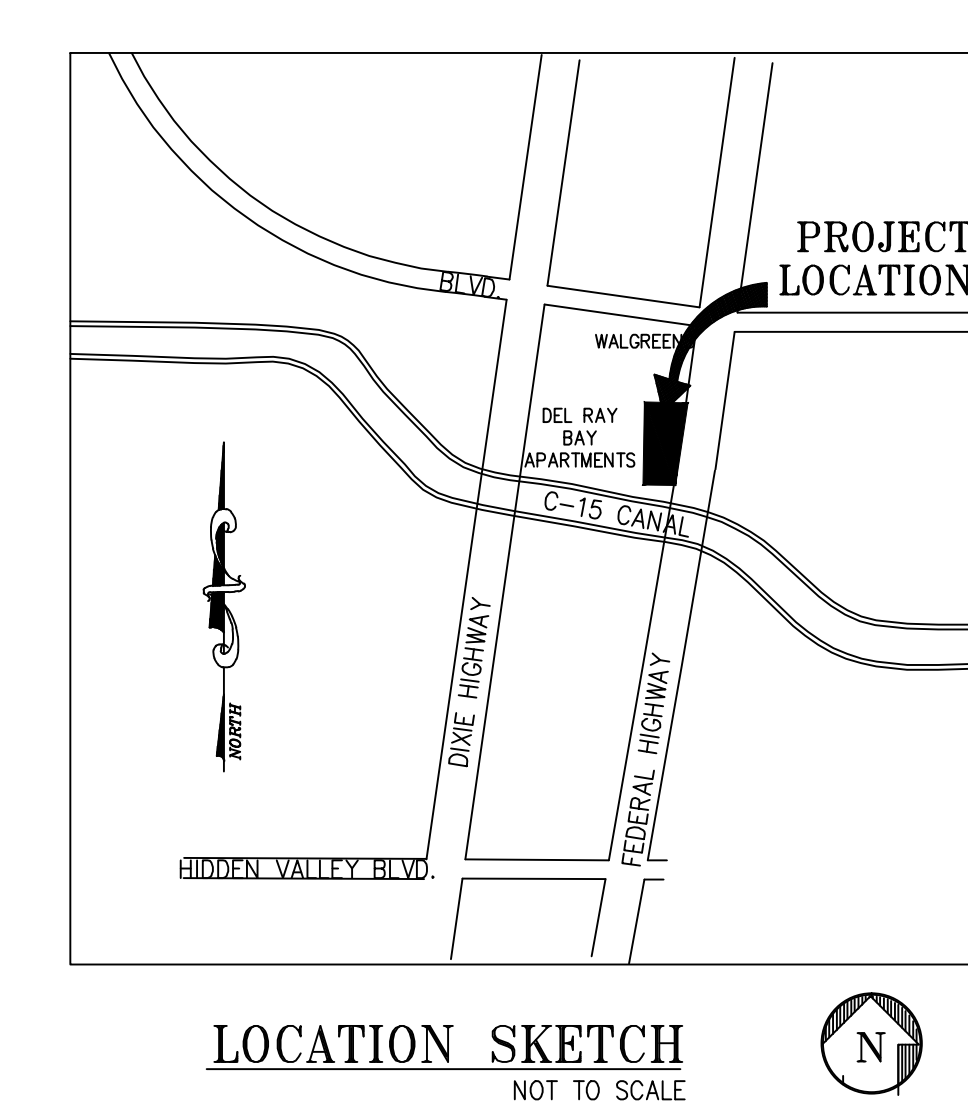 PROJECT
LOCATION
BLVD.
WALGREENS
DEL RAY
BAY
APARTMENTS
C-15 CANAL
DIXIE HIGHWAY
FEDERAL HIGHWAY
NORTH
HIDDEN VALLEY BLVD.
LOCATION SKETCH
NOT TO SCALE
N